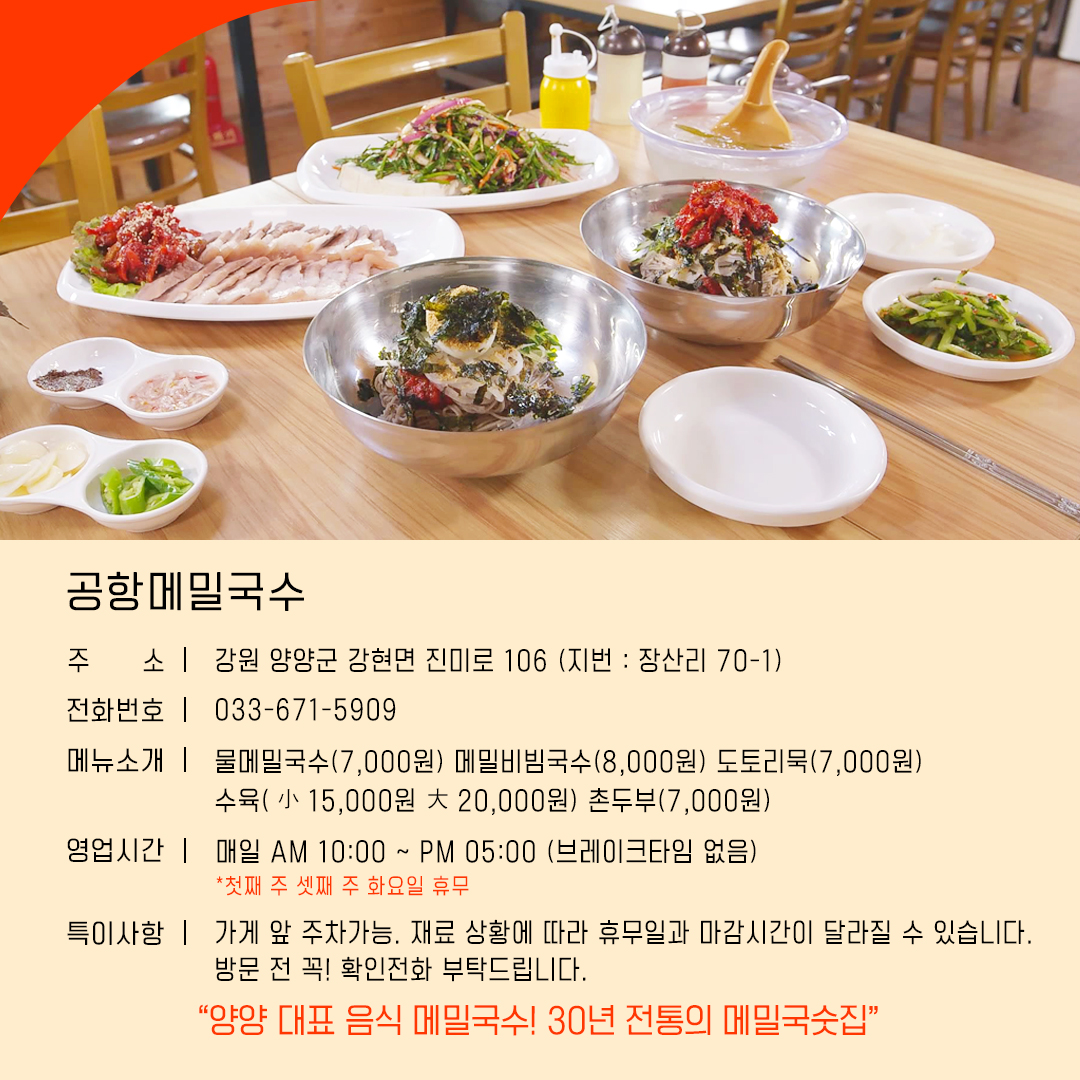 공항메밀국수
주 소 | 강원 양양군 강현면 진미로 106 (지번 : 장산리 70-1)
전화번호 | 033-671-5909
메뉴소개 | 물메밀국수(7,000원) 메밀비빔국수(8,000원) 도토리묵(7,000원)
수육( 小 15,000원 大 20,000원) 촌두부(7,000원)
영업시간 | 매일 AM 10:00 ~ PM 05:00 (브레이크타임 없음)
*첫째 주 셋째 주 화요일 휴무
특이사항 | 가게 앞 주차가능. 재료 상황에 따라 휴무일과 마감시간이 달라질 수 있습니다.
방문 전 꼭! 확인전화 부탁드립니다.
“양양 대표 음식 메밀국수! 30년 전통의 메밀국숫집”